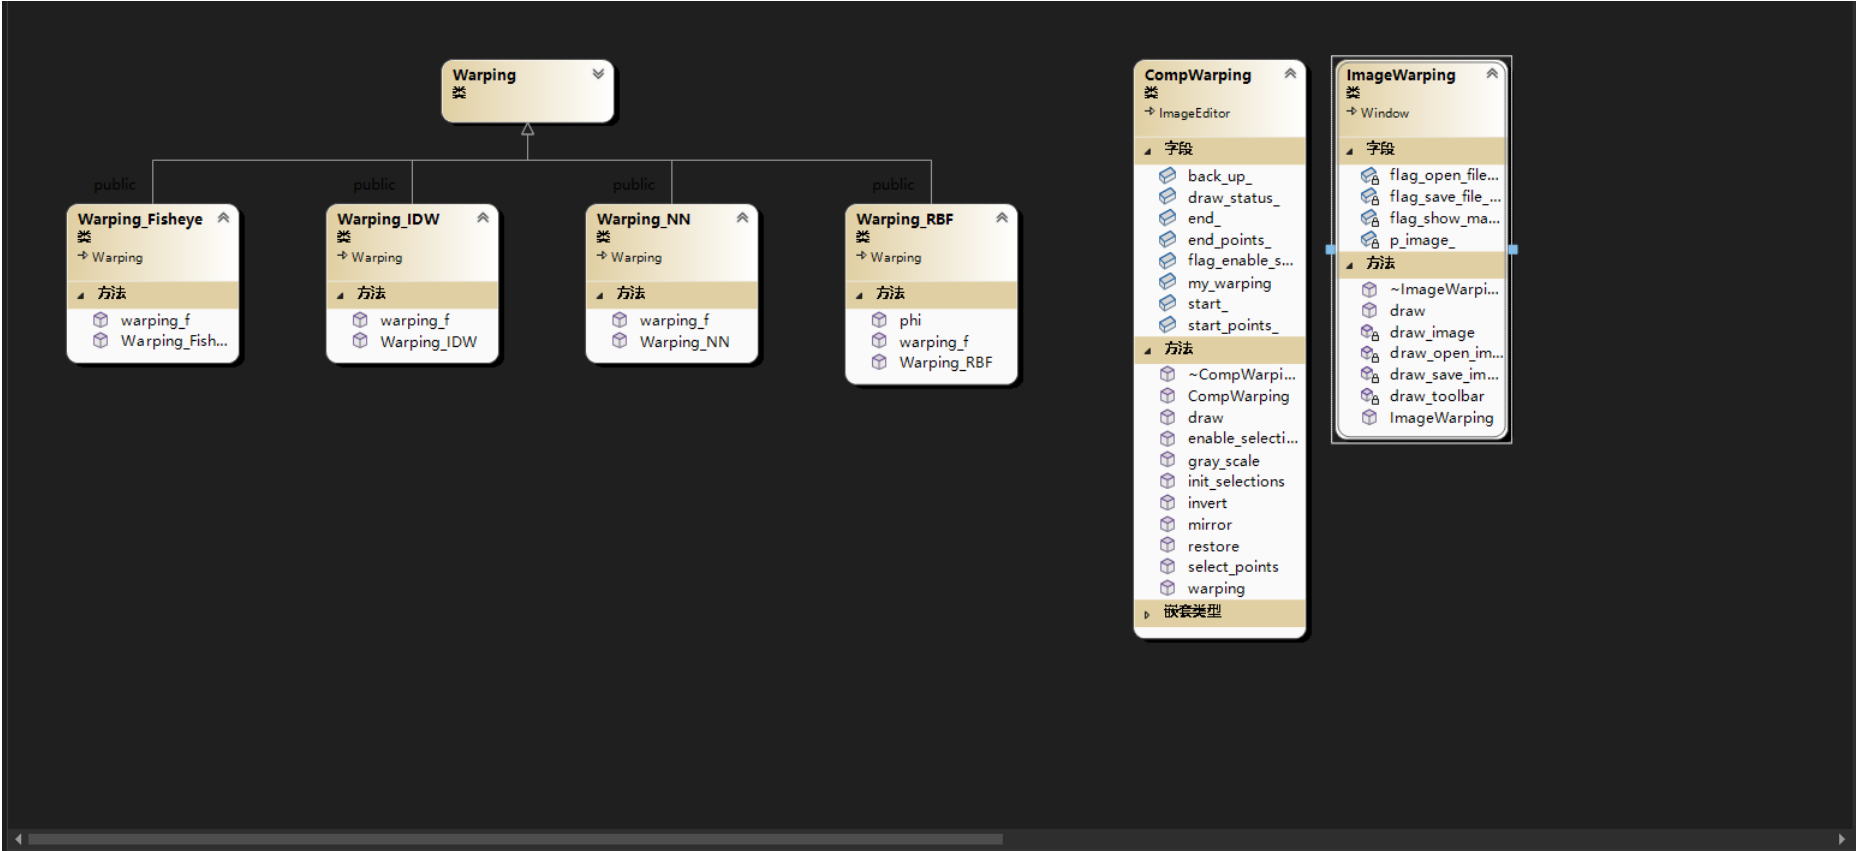 Warping
类
public
public
public
public
Warping_Fisheye
类
Warping
方法
warping_f
Warping_Fish...
Warping_IDW
类
Warping
方法
warping_f
Warping_IDW
Warping_NN
类
Warping
方法
warping_f
Warping_NN
Warping_RBF
类
Warping
方法
phi
warping_f
Warping_RBF
CompWarping
类
ImageEditor
字段
back_up_
draw_status_
end_
end_points_
flag_enable_s...
my_warping
start_
start_points_
方法
~CompWarpi...
CompWarping
draw
enable_selecti...
gray_scale
init_selections
invert
mirror
restore
select_points
warping
嵌套类型
ImageWarping
类
Window
字段
flag_open_file...
flag_save_file_...
flag_show_ma...
p_image_
方法
~ImageWarpi...
draw
draw_image
draw_open_im...
draw_save_im...
draw_toolbar
ImageWarping